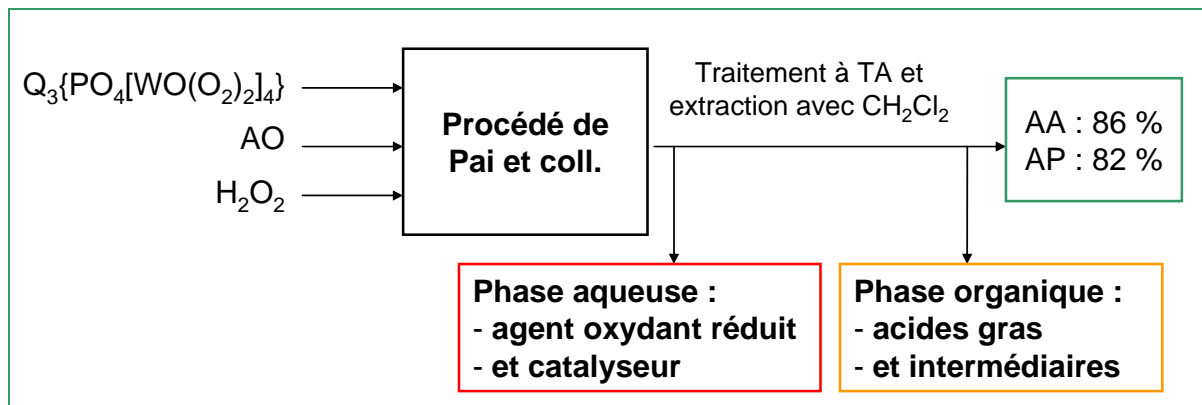 Q₃{PO₄[WO(O₂)₂]₄}
AO
H₂O₂
Procédé de
Pai et coll.
Traitement à TA et
extraction avec CH₂Cl₂
AA : 86 %
AP : 82 %
Phase aqueuse :
- agent oxydant réduit
- et catalyseur
Phase organique :
- acides gras
- et intermédiaires